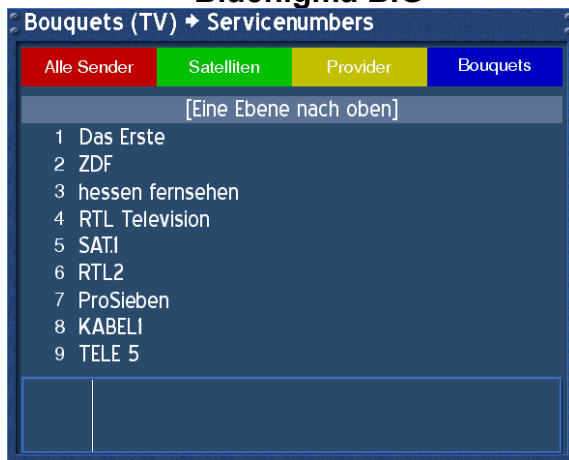 Bouquets (TV) ➔ Servicenumbers
Alle Sender Satelliten Provider Bouquets
[Eine Ebene nach oben]
1 Das Erste
2 ZDF
3 hessen fernsehen
4 RTL Television
5 SAT.1
6 RTL2
7 ProSieben
8 KABEL1
9 TELE 5